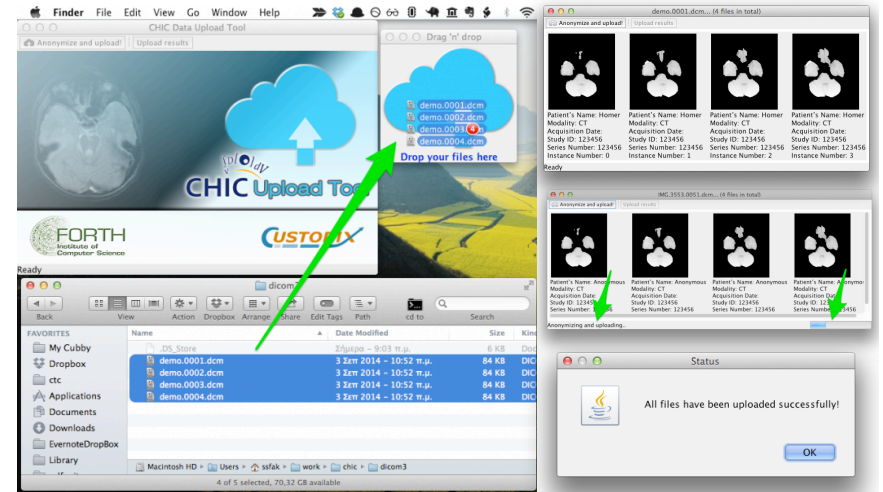 Finder File Edit View Go Window Help
CHIC Data Upload Tool
Anonymize and upload! Upload results
CHIC Upload Tool
FORTH
Institute of
Computer Science
CUSTODIX
Ready
Drag 'n' drop
demo.0001.dcm
demo.0002.dcm
demo.0003.dcm
4
demo.0004.dcm
Drop your files here
dicom3
Back View Action Dropbox Arrange Share Edit Tags Path cd to Search
FAVORITES
My Cubby
Dropbox
ctc
Applications
Documents
Downloads
EvernoteDropBox
Library
Name Date Modified Size Kind
.DS_Store Σήμερα – 9:03 π.μ. 6 KB
demo.0001.dcm 3 Σεπ 2014 – 10:52 π.μ. 84 KB DIC
demo.0002.dcm 3 Σεπ 2014 – 10:52 π.μ. 84 KB DIC
demo.0003.dcm 3 Σεπ 2014 – 10:52 π.μ. 84 KB DIC
demo.0004.dcm 3 Σεπ 2014 – 10:52 π.μ. 84 KB DIC
Macintosh HD ▸ Users ▸ ssfak ▸ work ▸ chic ▸ dicom3
4 of 5 selected, 70,32 GB available
demo.0001.dcm... (4 files in total)
Anonymize and upload! Upload results
Patient's Name: Homer Patient's Name: Homer Patient's Name: Homer Patient's Name: Homer
Modality: CT Modality: CT Modality: CT Modality: CT
Acquisition Date: Acquisition Date: Acquisition Date: Acquisition Date:
Study ID: 123456 Study ID: 123456 Study ID: 123456 Study ID: 123456
Series Number: 123456 Series Number: 123456 Series Number: 123456 Series Number: 123456
Instance Number: 0 Instance Number: 1 Instance Number: 2 Instance Number: 3
Ready
IMG.3553.0051.dcm... (4 files in total)
Anonymize and upload! Upload results
Patient's Name: Anonymous Patient's Name: Anonymous Patient's Name: Anonymous Patient's Name: Anonymous
Modality: CT Modality: CT Modality: CT Modality: CT
Acquisition Date: Acquisition Date: Acquisition Date: Acquisition Date:
Study ID: 123456 Study ID: 123456 Study ID: 123456
Series Number: 123456 Series Number: 123456 Series Number: 123456
Anonymizing and uploading..
Status
All files have been uploaded successfully!
OK